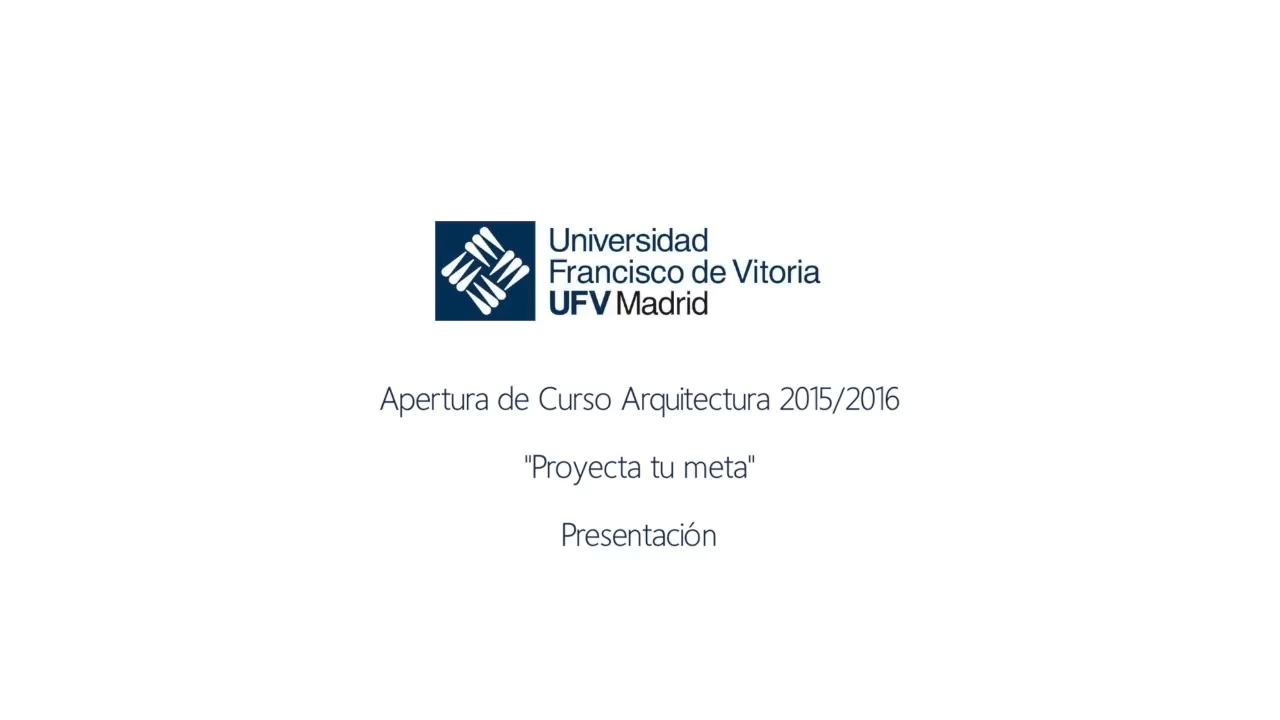 Universidad
Francisco de Vitoria
UFV Madrid
Apertura de Curso Arquitectura 2015/2016
"Proyecta tu meta"
Presentación